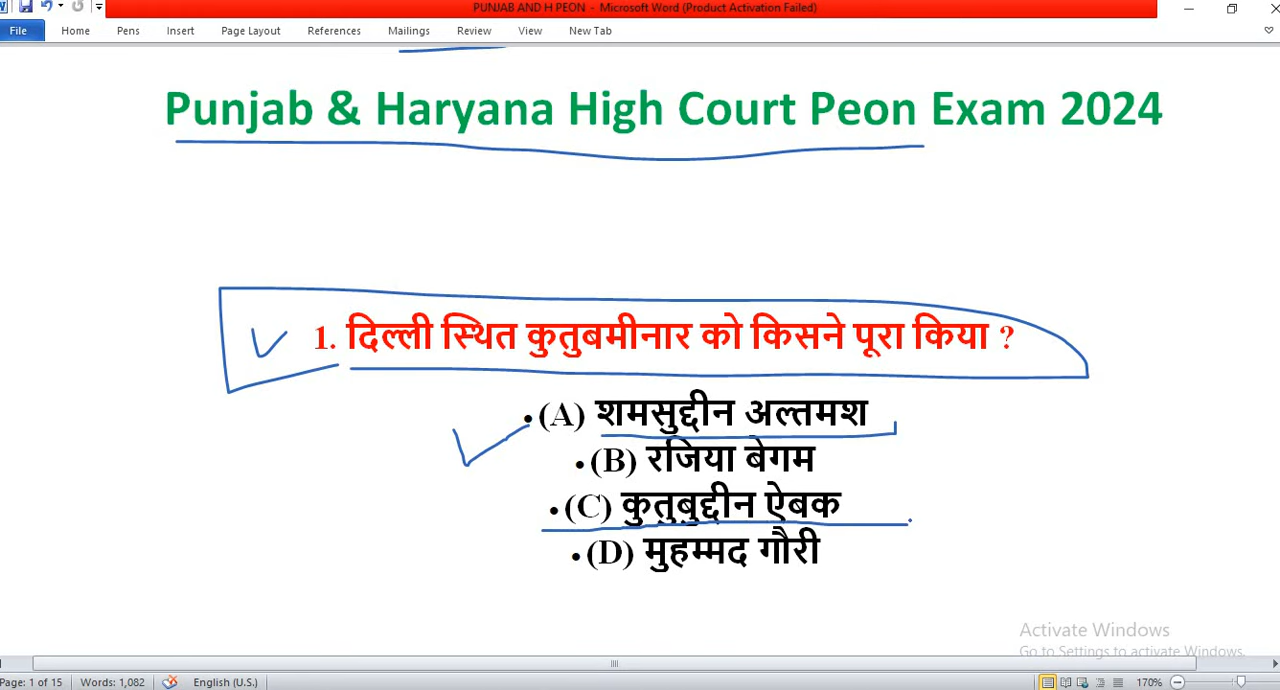 PUNJAB AND H PEON - Microsoft Word (Product Activation Failed)
File Home Pens Insert Page Layout References Mailings Review View New Tab
Punjab & Haryana High Court Peon Exam 2024
1. दिल्ली स्थित कुतुबमीनार को किसने पूरा किया ?
•(A) शमसुद्दीन अल्तमश
•(B) रजिया बेगम
•(C) कुतुबुद्दीन ऐबक
•(D) मुहम्मद गौरी
Activate Windows
Go to Settings to activate Windows.
Page: 1 of 15 Words: 1,082 English (U.S.) 170%